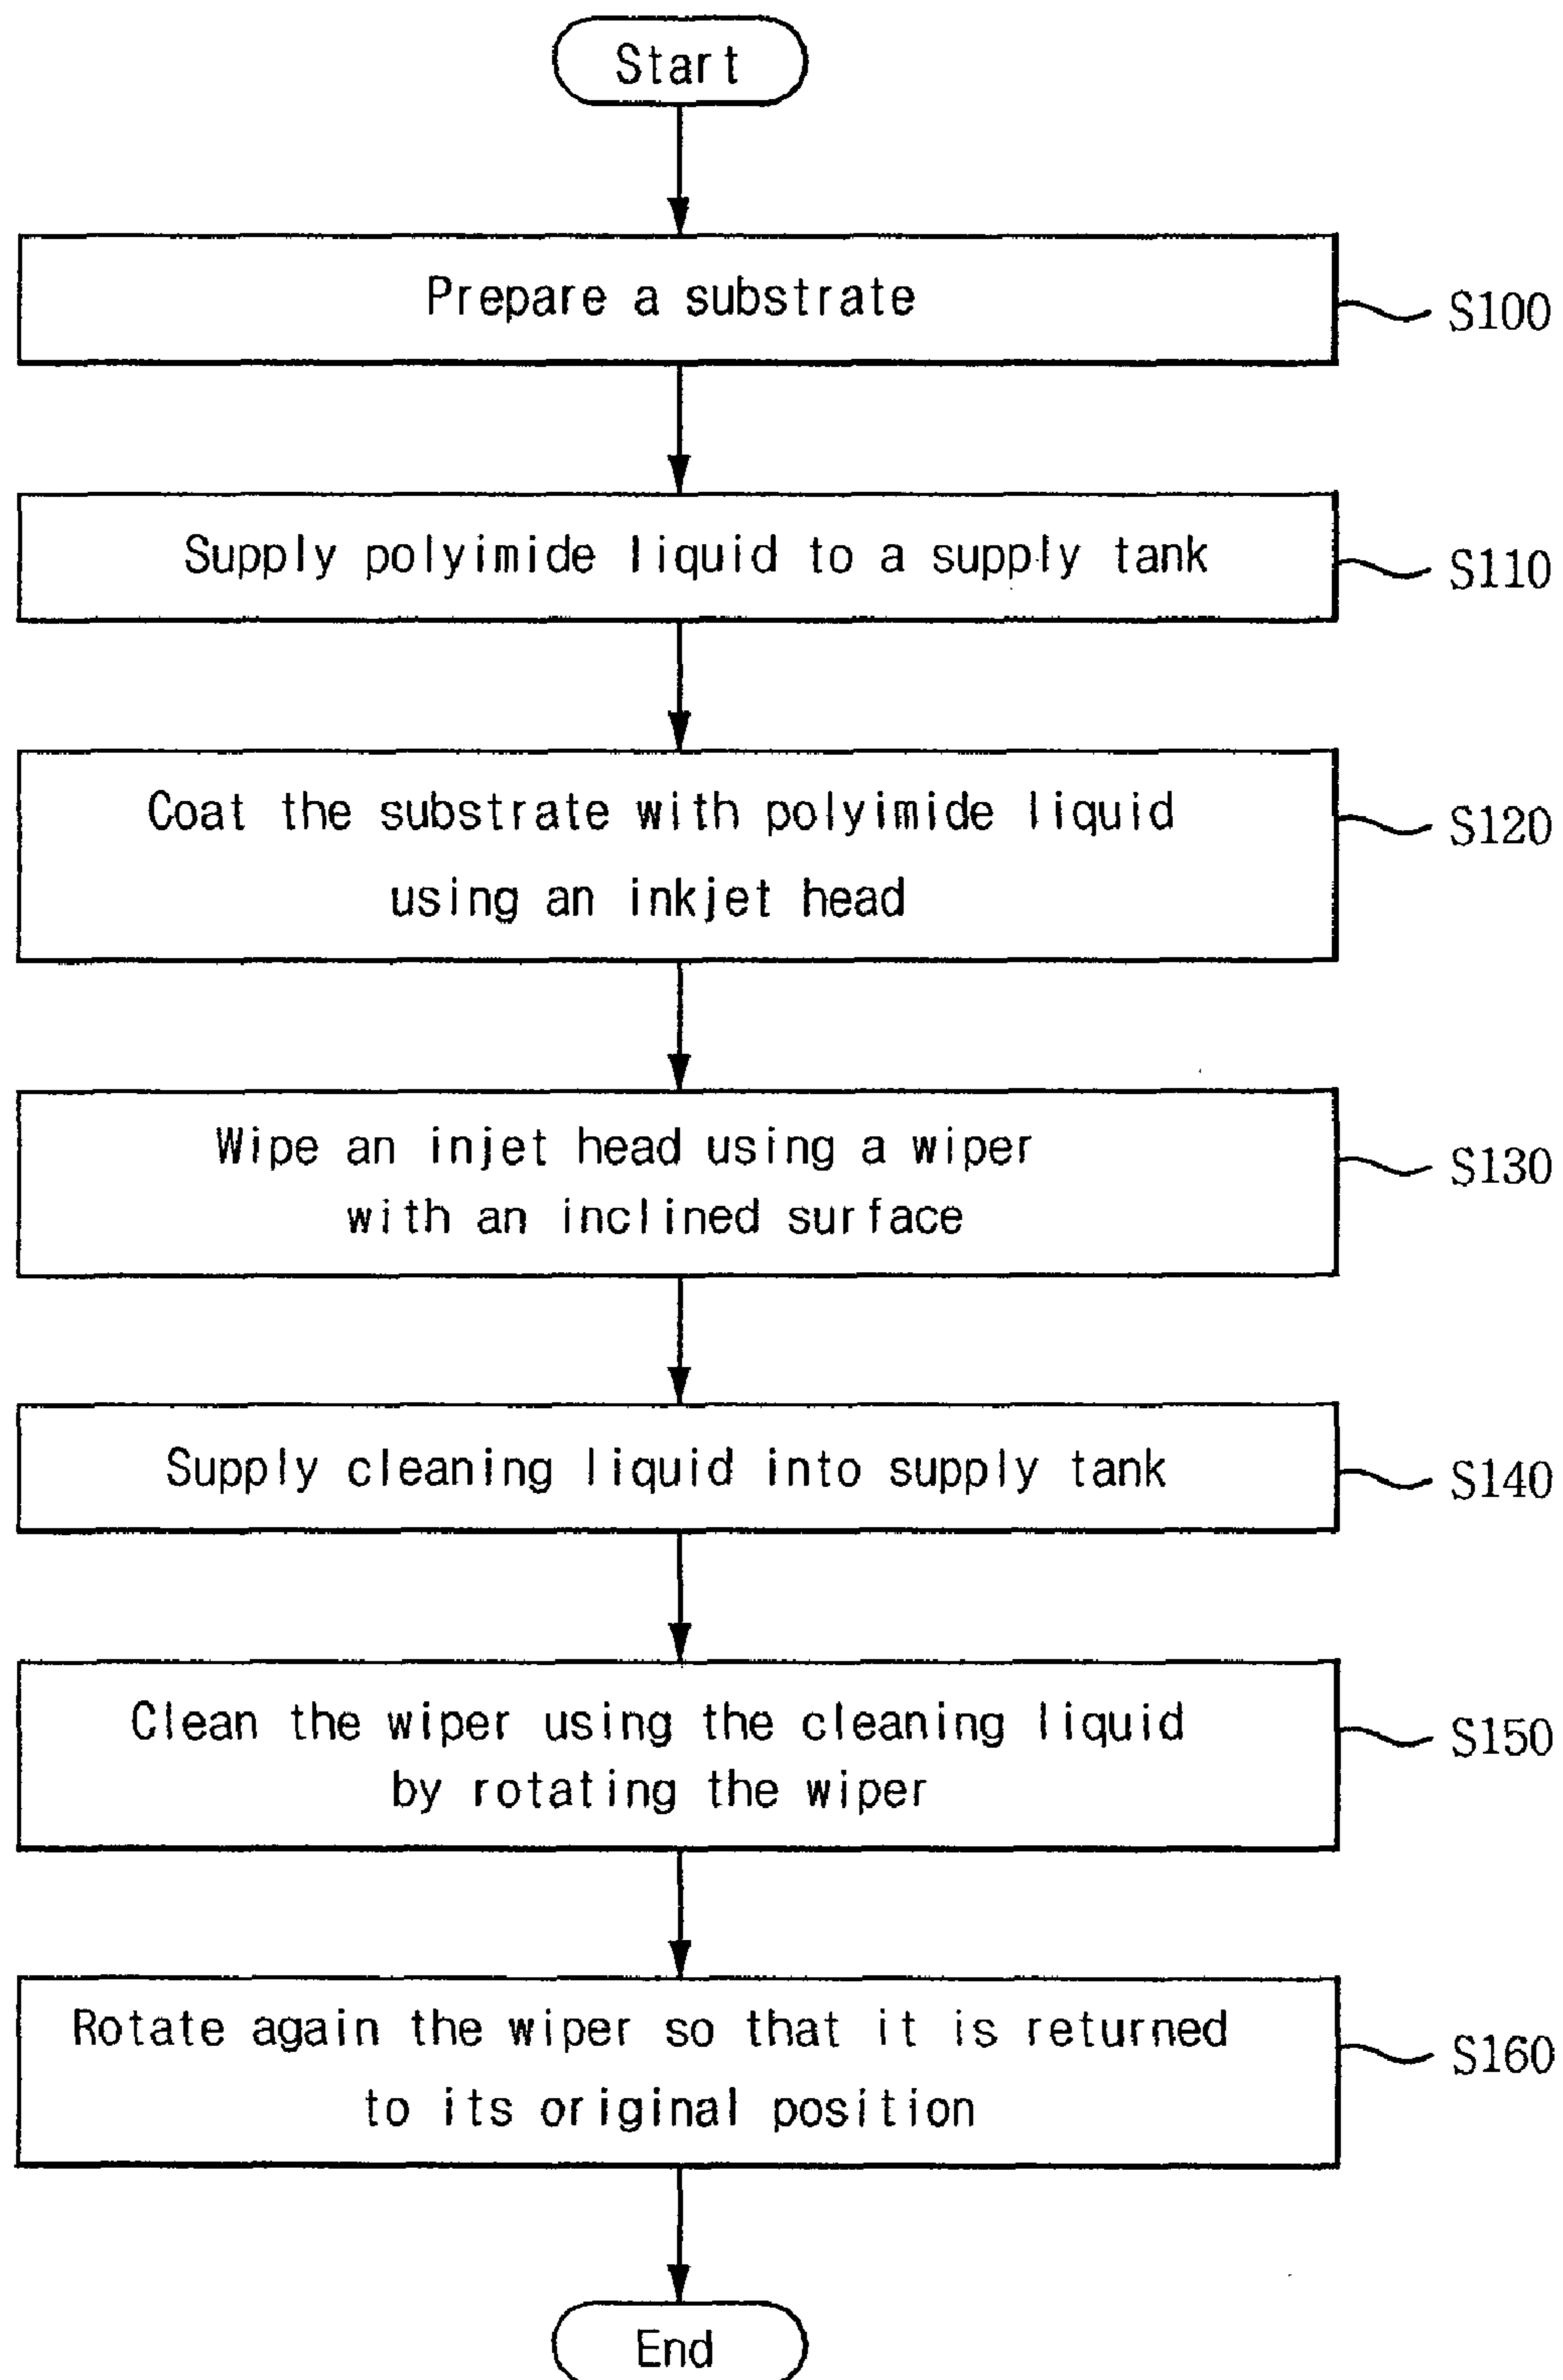 Start
Prepare a substrate
S100
Supply polyimide liquid to a supply tank
S110
Coat the substrate with polyimide liquid
using an inkjet head
S120
Wipe an injet head using a wiper
with an inclined surface
S130
Supply cleaning liquid into supply tank
S140
Clean the wiper using the cleaning liquid
by rotating the wiper
S150
Rotate again the wiper so that it is returned
to its original position
S160
End